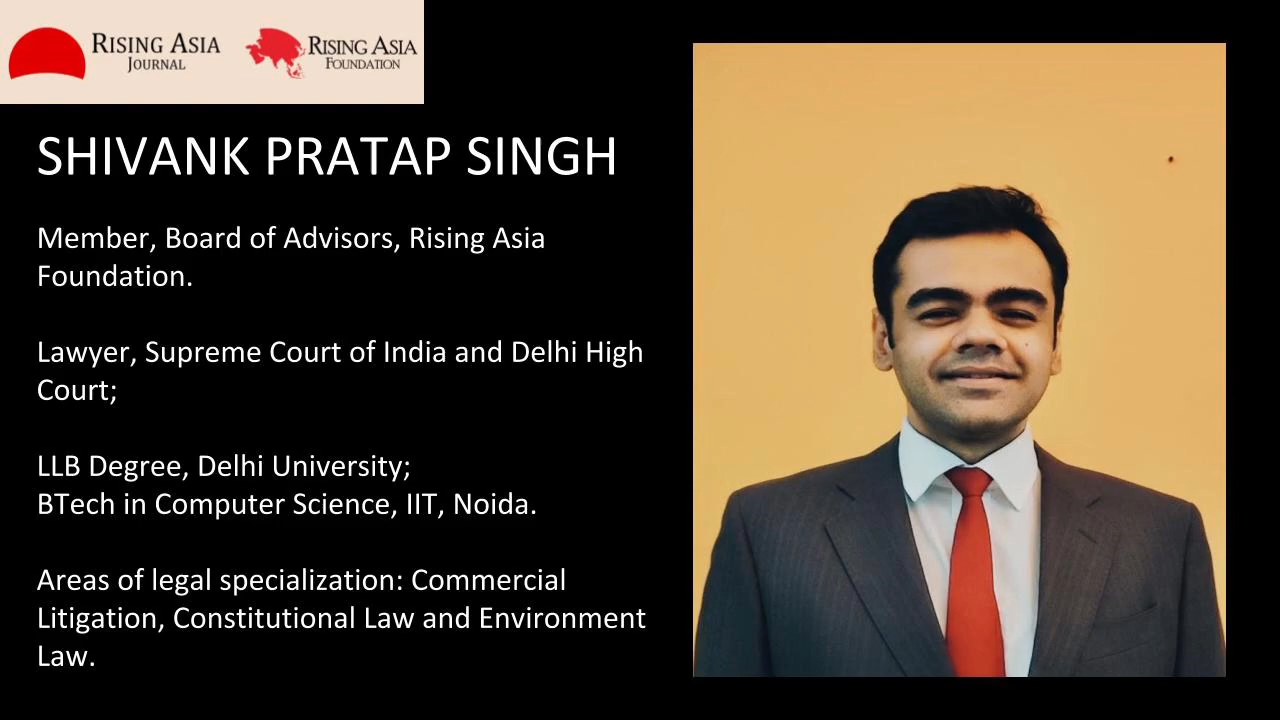 RISING ASIA
JOURNAL
RISING ASIA
FOUNDATION
SHIVANK PRATAP SINGH
Member, Board of Advisors, Rising Asia
Foundation.
Lawyer, Supreme Court of India and Delhi High
Court;
LLB Degree, Delhi University;
BTech in Computer Science, IIT, Noida.
Areas of legal specialization: Commercial
Litigation, Constitutional Law and Environment
Law.